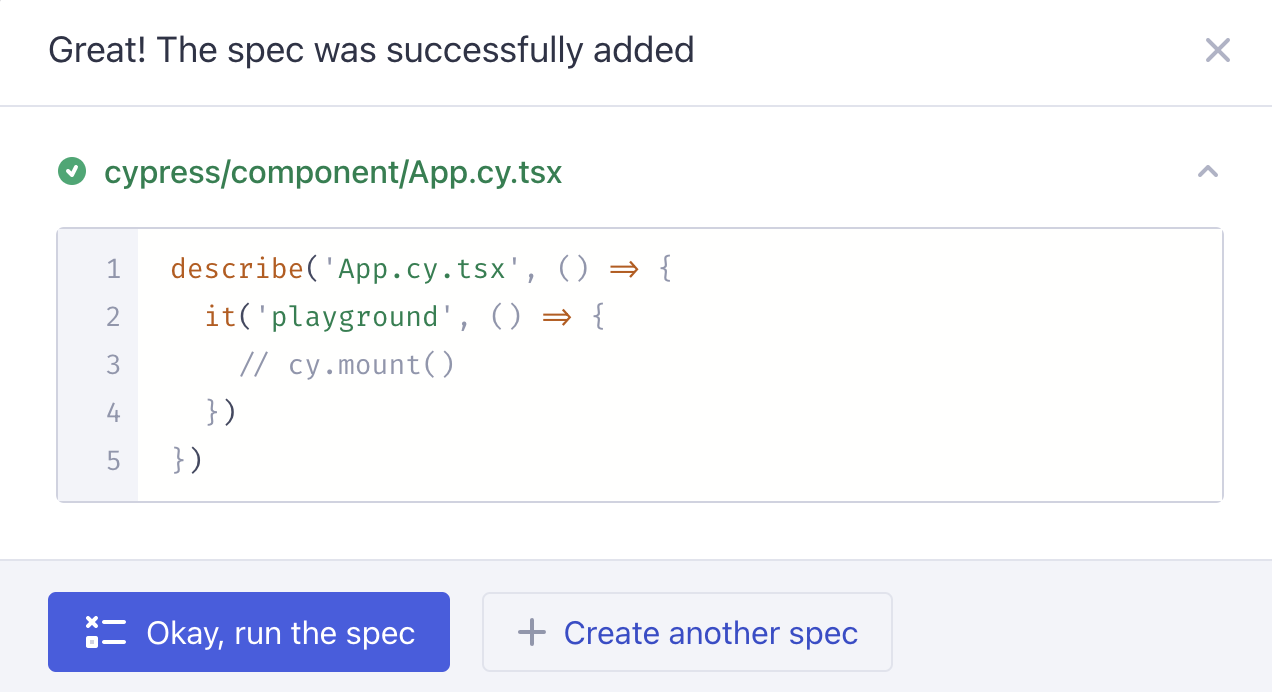 Great! The spec was successfully added
cypress/component/App.cy.tsx
1 describe('App.cy.tsx', () => {
2   it('playground', () => {
3     // cy.mount()
4   })
5 })
Okay, run the spec
Create another spec